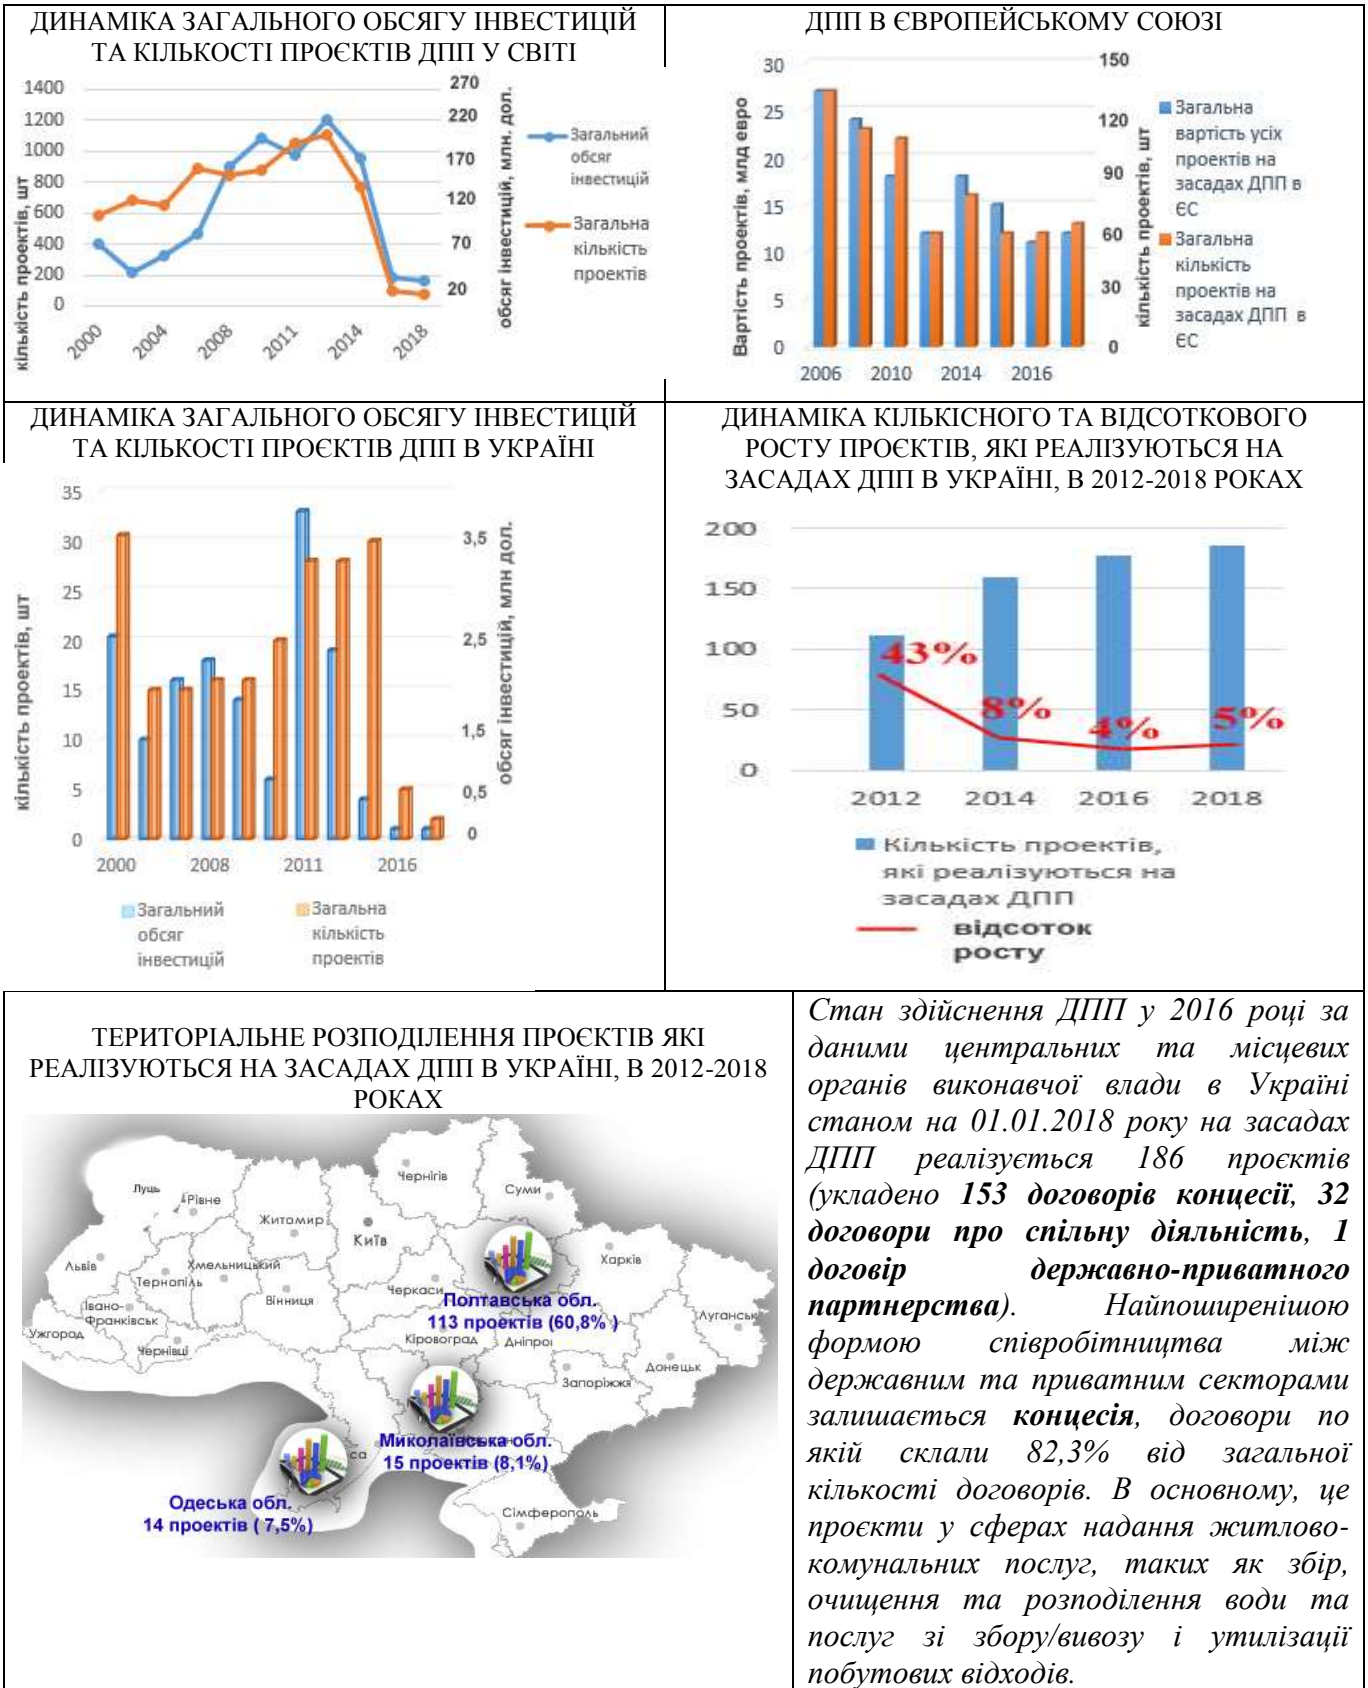 ДИНАМІКА ЗАГАЛЬНОГО ОБСЯГУ ІНВЕСТИЦІЙ
ТА КІЛЬКОСТІ ПРОЄКТІВ ДПП У СВІТІ
1400
1200
1000
800
600
400
200
0
кількість проектів, шт
270
220
170
120
70
20
обсяг інвестицій, млн. дол.
2000
2004
2008
2011
2014
2018
Загальний
обсяг
інвестицій
Загальна
кількість
проектів
ДПП В ЄВРОПЕЙСЬКОМУ СОЮЗІ
30
25
20
15
10
5
0
Вартість проектів, млд евро
150
120
90
60
30
0
кількість проектів, шт
2006
2010
2014
2016
Загальна
вартість усіх
проектів на
засадах ДПП в
ЄС
Загальна
кількість
проектів на
засадах ДПП в
ЄС
ДИНАМІКА ЗАГАЛЬНОГО ОБСЯГУ ІНВЕСТИЦІЙ
ТА КІЛЬКОСТІ ПРОЄКТІВ ДПП В УКРАЇНІ
35
30
25
20
15
10
5
0
кількість проектів, шт
3,5
2,5
1,5
0,5
0
обсяг інвестицій, млн дол.
2000
2008
2011
2016
Загальний
обсяг
інвестицій
Загальна
кількість
проектів
ДИНАМІКА КІЛЬКІСНОГО ТА ВІДСОТКОВОГО
РОСТУ ПРОЄКТІВ, ЯКІ РЕАЛІЗУЮТЬСЯ НА
ЗАСАДАХ ДПП В УКРАЇНІ, В 2012-2018 РОКАХ
200
150
100
50
0
43%
8%
4%
5%
2012
2014
2016
2018
Кількість проектів,
які реалізуються на
засадах ДПП
відсоток
росту
ТЕРИТОРІАЛЬНЕ РОЗПОДІЛЕННЯ ПРОЄКТІВ ЯКІ
РЕАЛІЗУЮТЬСЯ НА ЗАСАДАХ ДПП В УКРАЇНІ, В 2012-2018
РОКАХ
Чернігів
Луць
Рівне
Суми
Житомир
Київ
Харків
Львів
Хмельницький
Тернопіль
Вінниця
Черкаси
Полтавська обл.
113 проектів (60,8% )
Івано-
Франківськ
Луганськ
Ужгород
Чернівці
Кіровоград
Дніпро
Донецьк
Запоріжжя
Миколаївська обл.
15 проектів (8,1%)
са
Одеська обл.
14 проектів ( 7,5%)
Сімферополь
Стан здійснення ДПП у 2016 році за
даними центральних та місцевих
органів виконавчої влади в Україні
станом на 01.01.2018 року на засадах
ДПП реалізується 186 проєктів
(укладено 153 договорів концесії, 32
договори про спільну діяльність, 1
договір державно-приватного
партнерства). Найпоширенішою
формою співробітництва між
державним та приватним секторами
залишається концесія, договори по
якій склали 82,3% від загальної
кількості договорів. В основному, це
проєкти у сферах надання житлово-
комунальних послуг, таких як збір,
очищення та розподілення води та
послуг зі збору/вивозу і утилізації
побутових відходів.